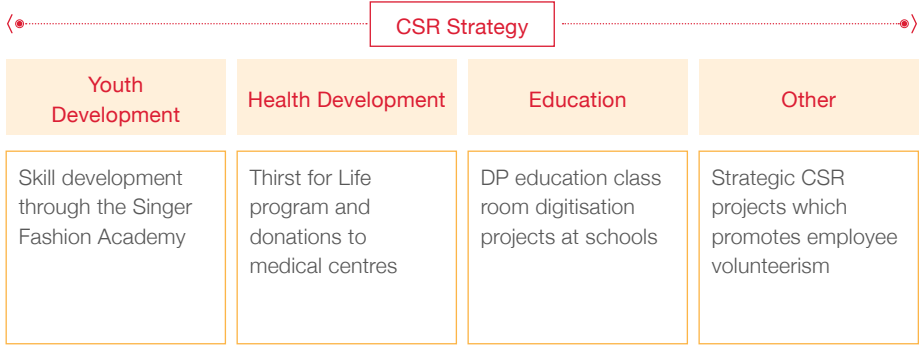 CSR Strategy
Youth
Development
Health Development
Education
Other
Skill development
through the Singer
Fashion Academy
Thirst for Life
program and
donations to
medical centres
DP education class
room digitisation
projects at schools
Strategic CSR
projects which
promotes employee
volunteerism